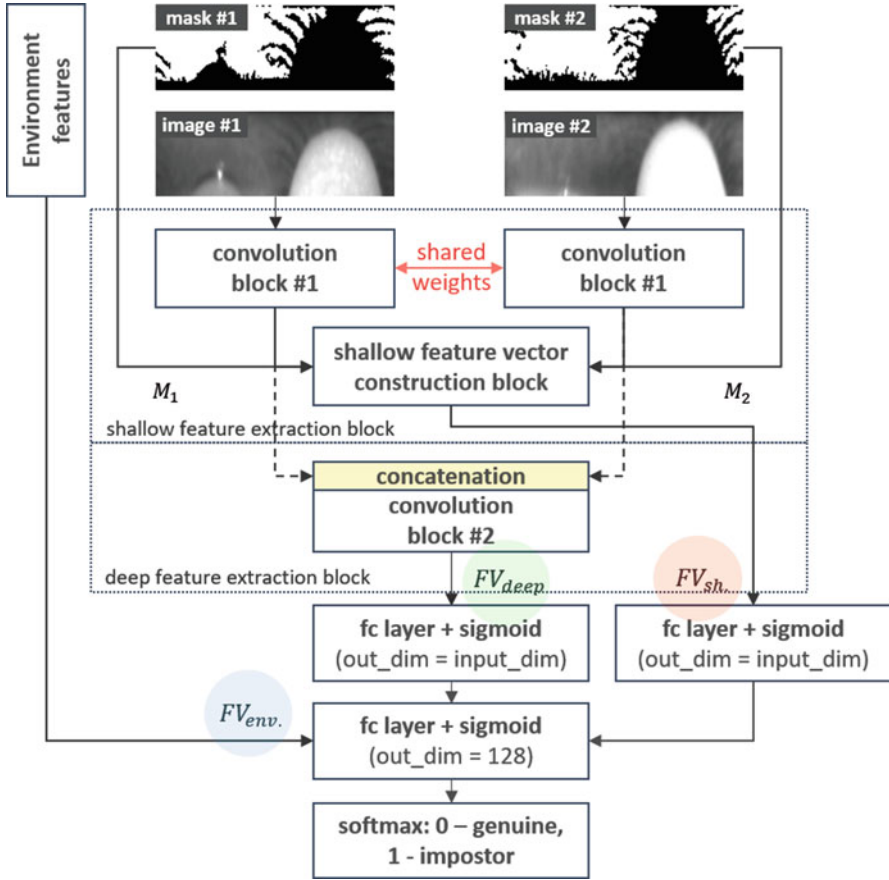 Environment
features
mask #1
mask #2
image #1
image #2
convolution
block #1
shared
weights
convolution
block #1
shallow feature vector
construction block
M₁
M₂
shallow feature extraction block
concatenation
convolution
block #2
deep feature extraction block
FV_deep
FV_sh.
fc layer + sigmoid
(out_dim = input_dim)
fc layer + sigmoid
(out_dim = input_dim)
FV_env.
fc layer + sigmoid
(out_dim = 128)
softmax: 0 – genuine,
1 - impostor